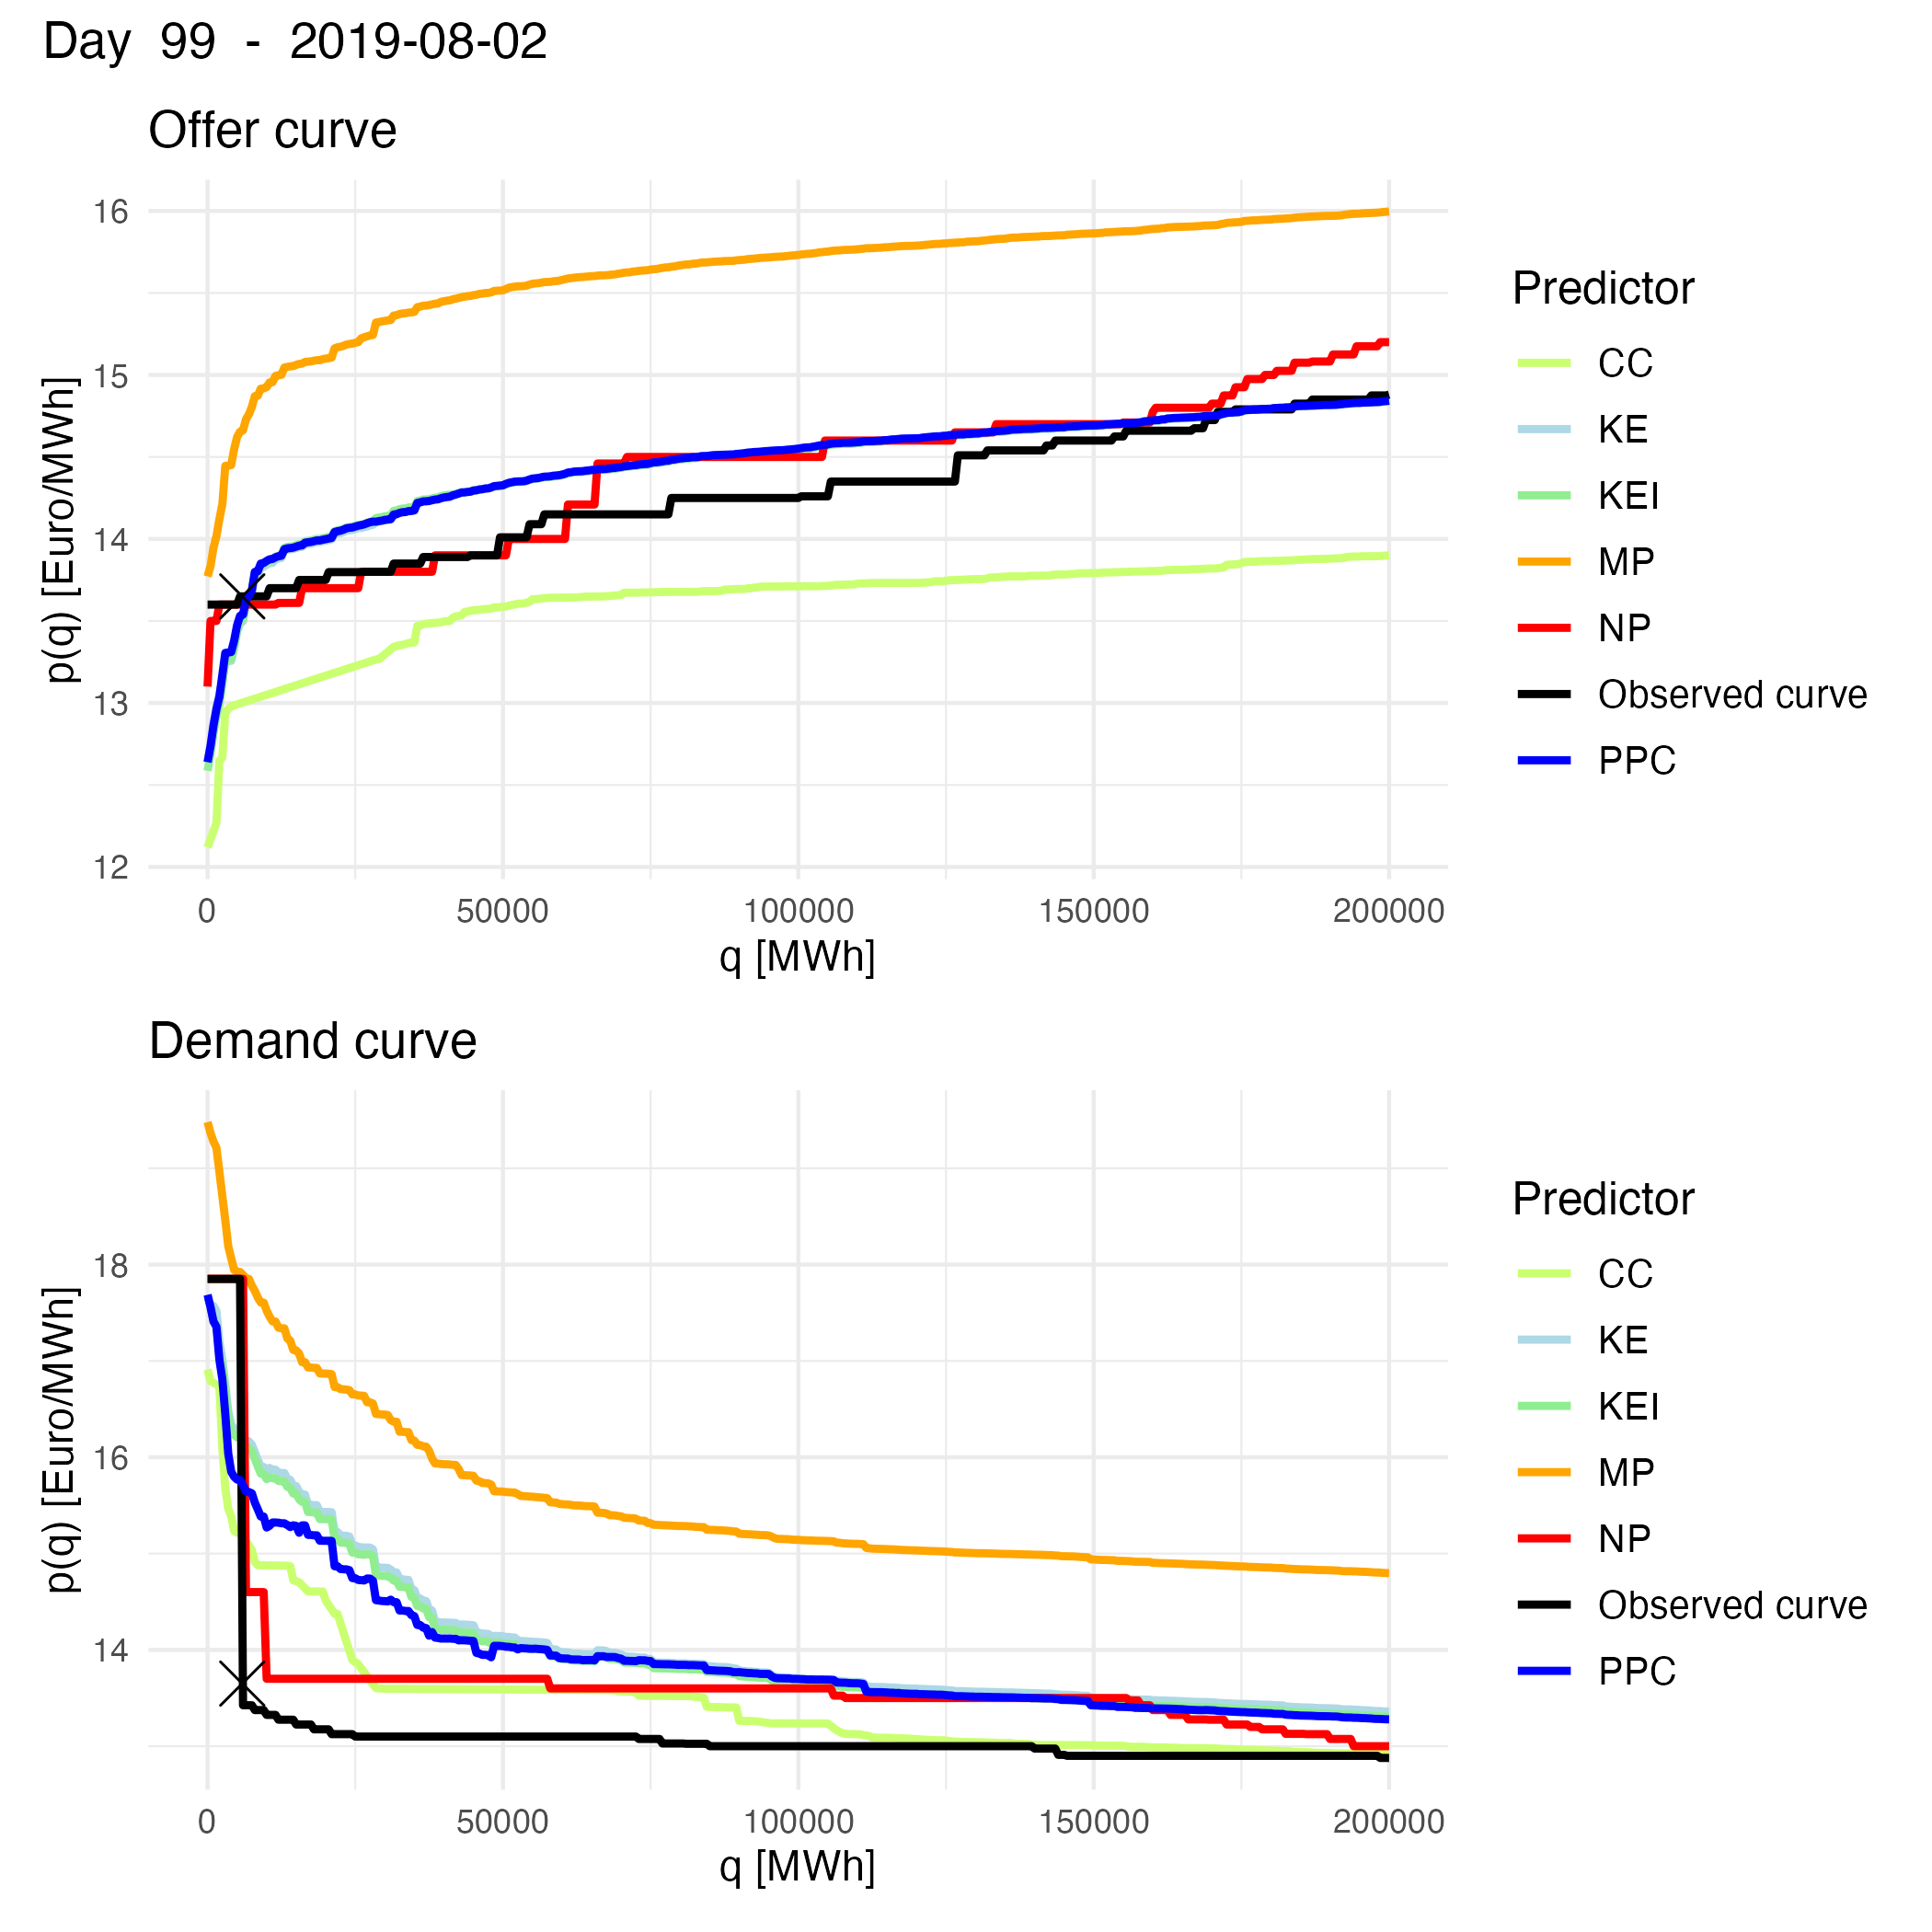 Day 99 - 2019-08-02
Offer curve
16
15
14
13
12
p(q) [Euro/MWh]
0 50000 100000 150000 200000
q [MWh]
Predictor
CC
KE
KEI
MP
NP
Observed curve
PPC
Demand curve
18
16
14
p(q) [Euro/MWh]
0 50000 100000 150000 200000
q [MWh]
Predictor
CC
KE
KEI
MP
NP
Observed curve
PPC